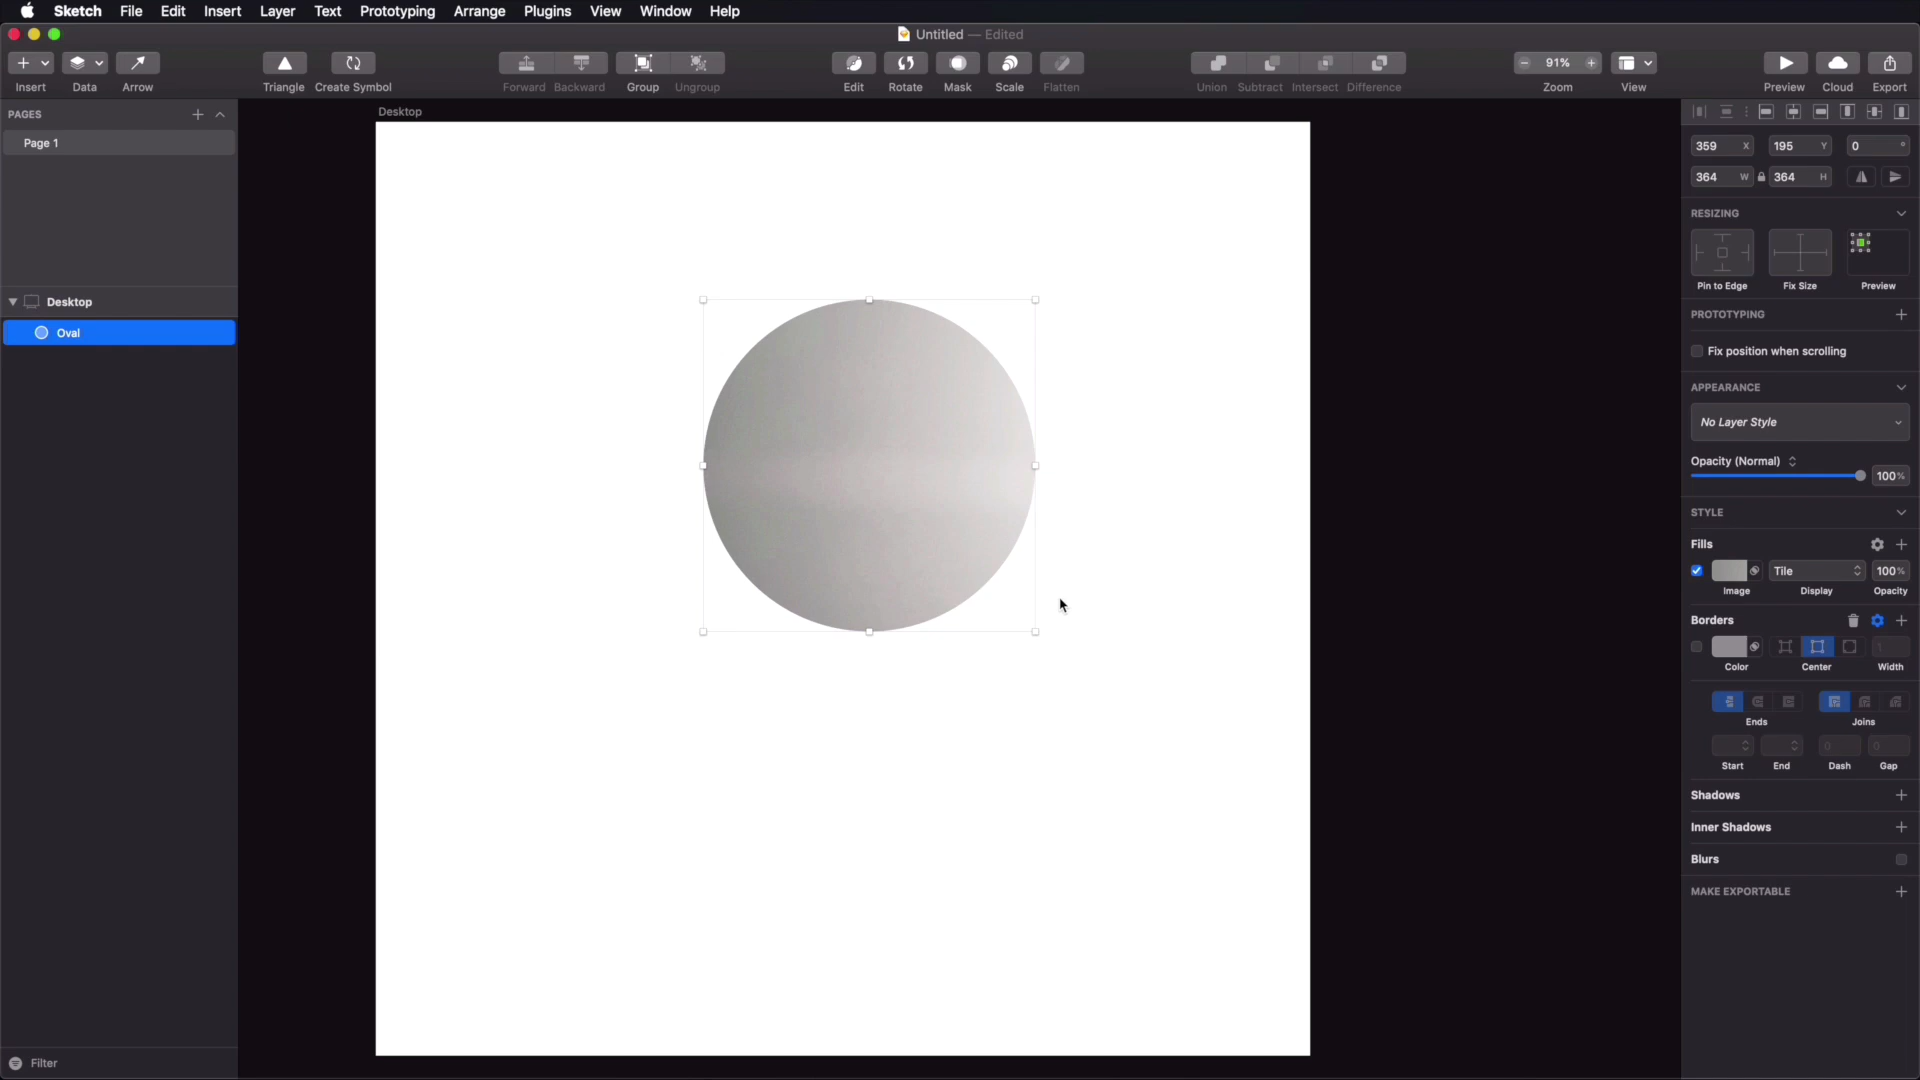 Sketch File Edit Insert Layer Text Prototyping Arrange Plugins View Window Help
Untitled — Edited
91%
Insert Data Arrow Triangle Create Symbol Forward Backward Group Ungroup Edit Rotate Mask Scale Flatten Union Subtract Intersect Difference Zoom View Preview Cloud Export
PAGES
Page 1
Desktop
Oval
Filter
Desktop
359 X 195 Y 0 °
364 W 364 H
RESIZING
Pin to Edge Fix Size Preview
PROTOTYPING
Fix position when scrolling
APPEARANCE
No Layer Style
Opacity (Normal)
100%
STYLE
Fills
Tile 100%
Image Display Opacity
Borders
1
Color Center Width
Ends Joins
0 0
Start End Dash Gap
Shadows
Inner Shadows
Blurs
MAKE EXPORTABLE